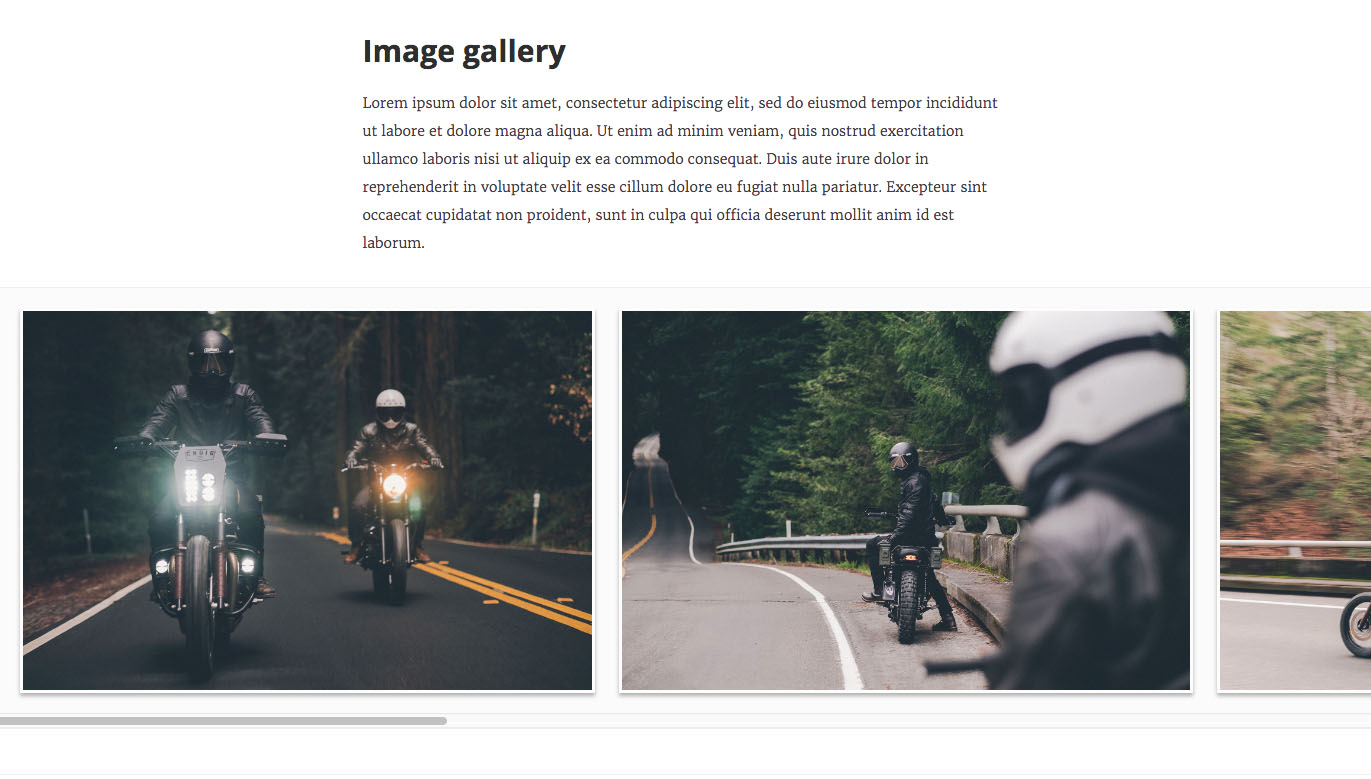 Image gallery
Lorem ipsum dolor sit amet, consectetur adipiscing elit, sed do eiusmod tempor incididunt
ut labore et dolore magna aliqua. Ut enim ad minim veniam, quis nostrud exercitation
ullamco laboris nisi ut aliquip ex ea commodo consequat. Duis aute irure dolor in
reprehenderit in voluptate velit esse cillum dolore eu fugiat nulla pariatur. Excepteur sint
occaecat cupidatat non proident, sunt in culpa qui officia deserunt mollit anim id est
laborum.